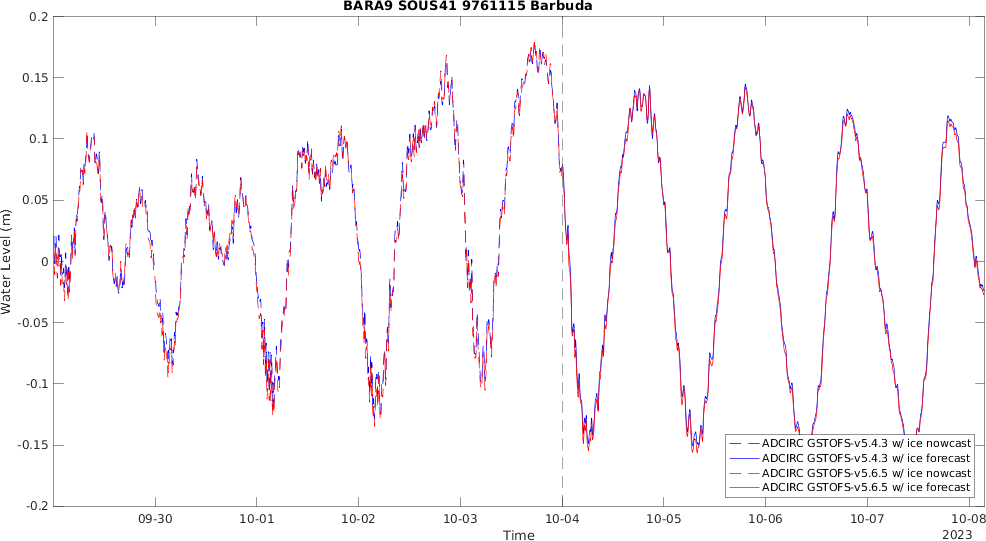 BARA9 SOUS41 9761115 Barbuda
0.2
0.15
0.1
0.05
0
-0.05
-0.1
-0.15
-0.2
Water Level (m)
09-30 10-01 10-02 10-03 10-04 10-05 10-06 10-07 10-08
Time
2023
ADCIRC GSTOFS-v5.4.3 w/ ice nowcast
ADCIRC GSTOFS-v5.4.3 w/ ice forecast
ADCIRC GSTOFS-v5.6.5 w/ ice nowcast
ADCIRC GSTOFS-v5.6.5 w/ ice forecast